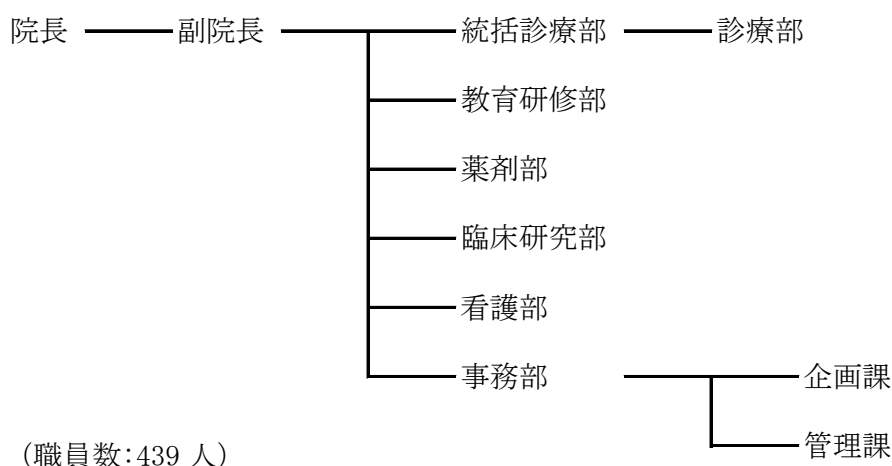 院長 副院長 統括診療部 診療部
教育研修部
薬剤部
臨床研究部
看護部
事務部 企画課
管理課
(職員数:439 人)